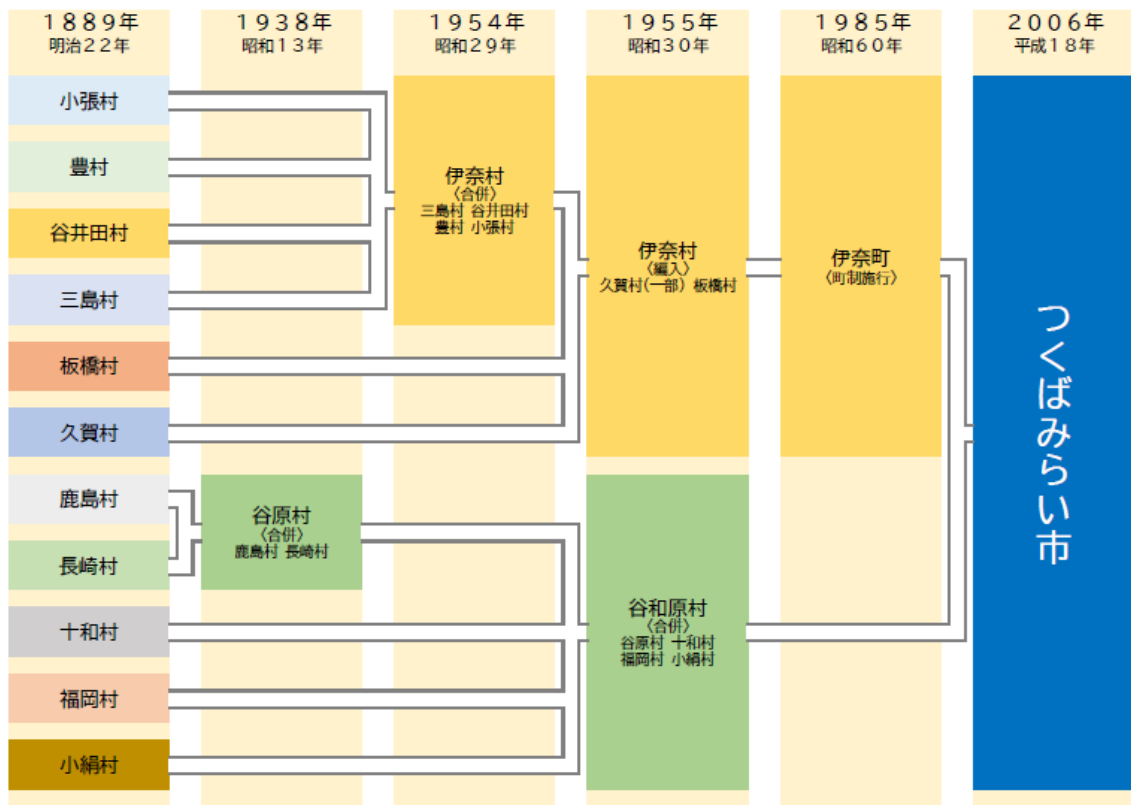 1889年
明治22年
1938年
昭和13年
1954年
昭和29年
1955年
昭和30年
1985年
昭和60年
2006年
平成18年
小張村
豊村
谷井田村
三島村
板橋村
久賀村
鹿島村
長崎村
十和村
福岡村
小絹村
谷原村
〈合併〉
鹿島村 長崎村
伊奈村
〈合併〉
三島村 谷井田村
豊村 小張村
伊奈村
〈編入〉
久賀村(一部) 板橋村
谷和原村
〈合併〉
谷原村 十和村
福岡村 小絹村
伊奈町
〈町制施行〉
つくばみらい市